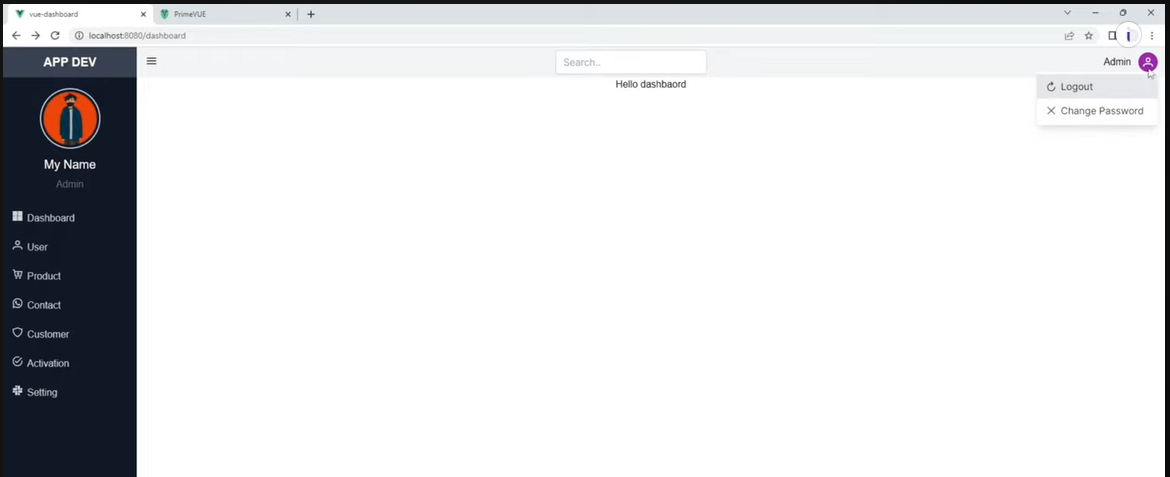 vue-dashboard
PrimeVUE
localhost:8080/dashboard
APP DEV
Search..
Admin
Hello dashbaord
Logout
Change Password
My Name
Admin
Dashboard
User
Product
Contact
Customer
Activation
Setting